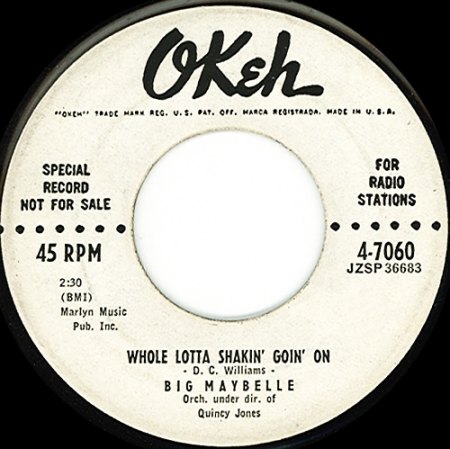 OKeh
"OKEH" TRADE MARK REG. U.S. PAT. OFF. MARCA REGISTRADA. MADE IN U.S.A.
SPECIAL
RECORD
NOT FOR SALE
FOR
RADIO
STATIONS
45 RPM
4-7060
JZSP 36683
2:30
(BMI)
Marlyn Music
Pub. Inc.
WHOLE LOTTA SHAKIN' GOIN' ON
- D. C. Williams -
BIG MAYBELLE
Orch. under dir. of
Quincy Jones